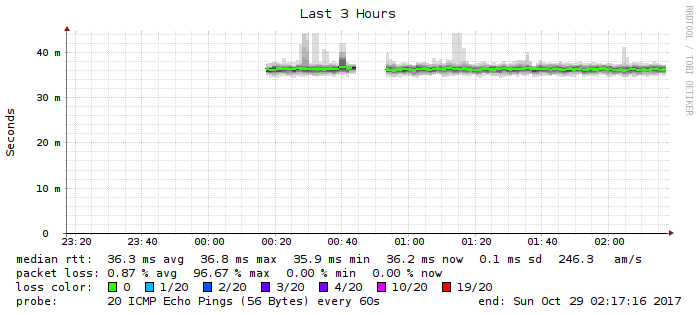 Last 3 Hours
RRDTOOL / TOBI OETIKER
Seconds
40 m
30 m
20 m
10 m
0
23:20 23:40 00:00 00:20 00:40 01:00 01:20 01:40 02:00
median rtt: 36.3 ms avg 36.8 ms max 35.9 ms min 36.2 ms now 0.1 ms sd 246.3 am/s
packet loss: 0.87 % avg 96.67 % max 0.00 % min 0.00 % now
loss color: 0 1/20 2/20 3/20 4/20 10/20 19/20
probe: 20 ICMP Echo Pings (56 Bytes) every 60s end: Sun Oct 29 02:17:16 2017